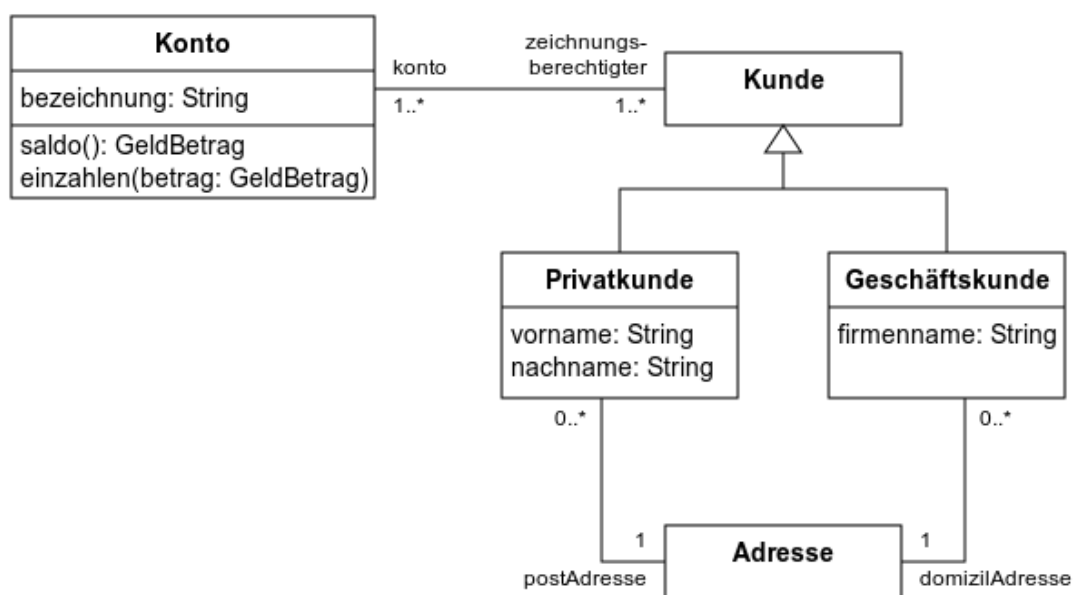 Konto
bezeichnung: String
saldo(): GeldBetrag
einzahlen(betrag: GeldBetrag)
konto
1..*
zeichnungs-
berechtigter
1..*
Kunde
Privatkunde
vorname: String
nachname: String
0..*
Geschäftskunde
firmenname: String
0..*
1
postAdresse
Adresse
1
domizilAdresse